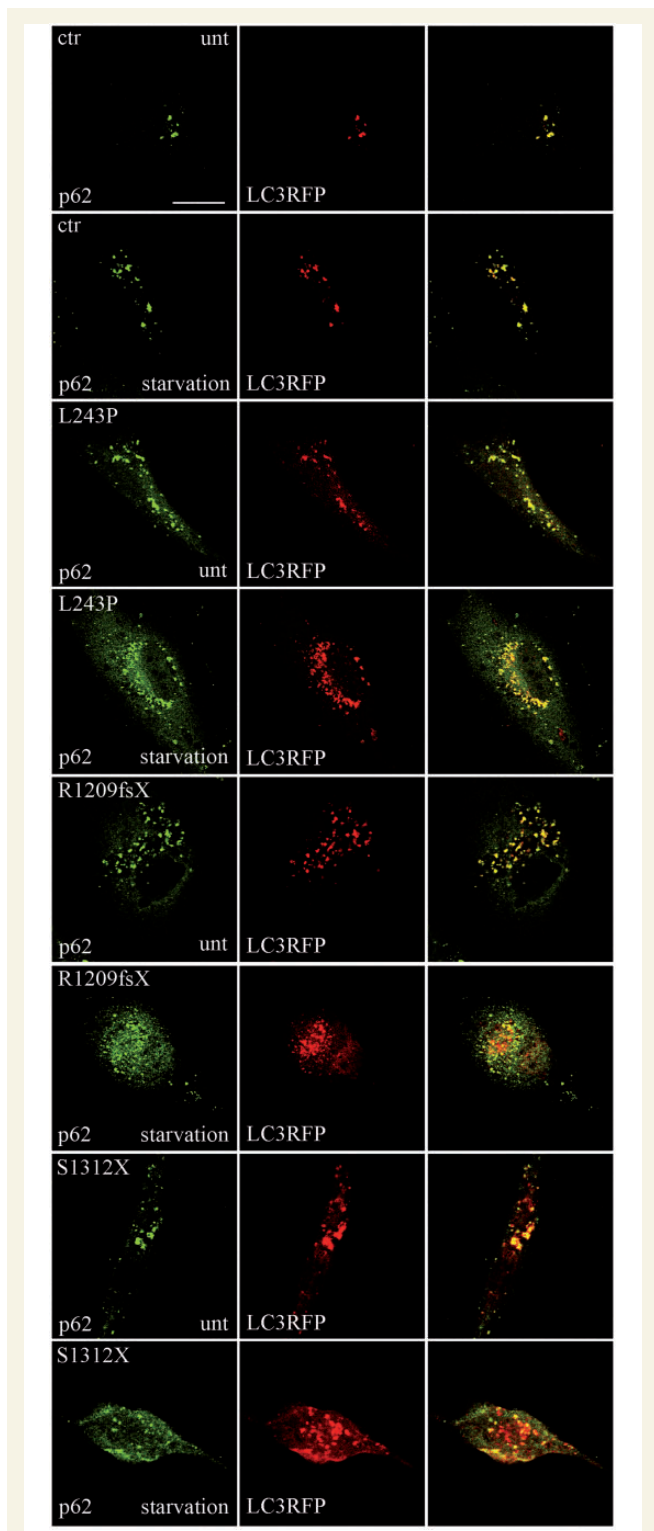 ctr unt
p62 LC3RFP
ctr
p62 starvation LC3RFP
L243P
p62 unt LC3RFP
L243P
p62 starvation LC3RFP
R1209fsX
p62 unt LC3RFP
R1209fsX
p62 starvation LC3RFP
S1312X
p62 unt LC3RFP
S1312X
p62 starvation LC3RFP